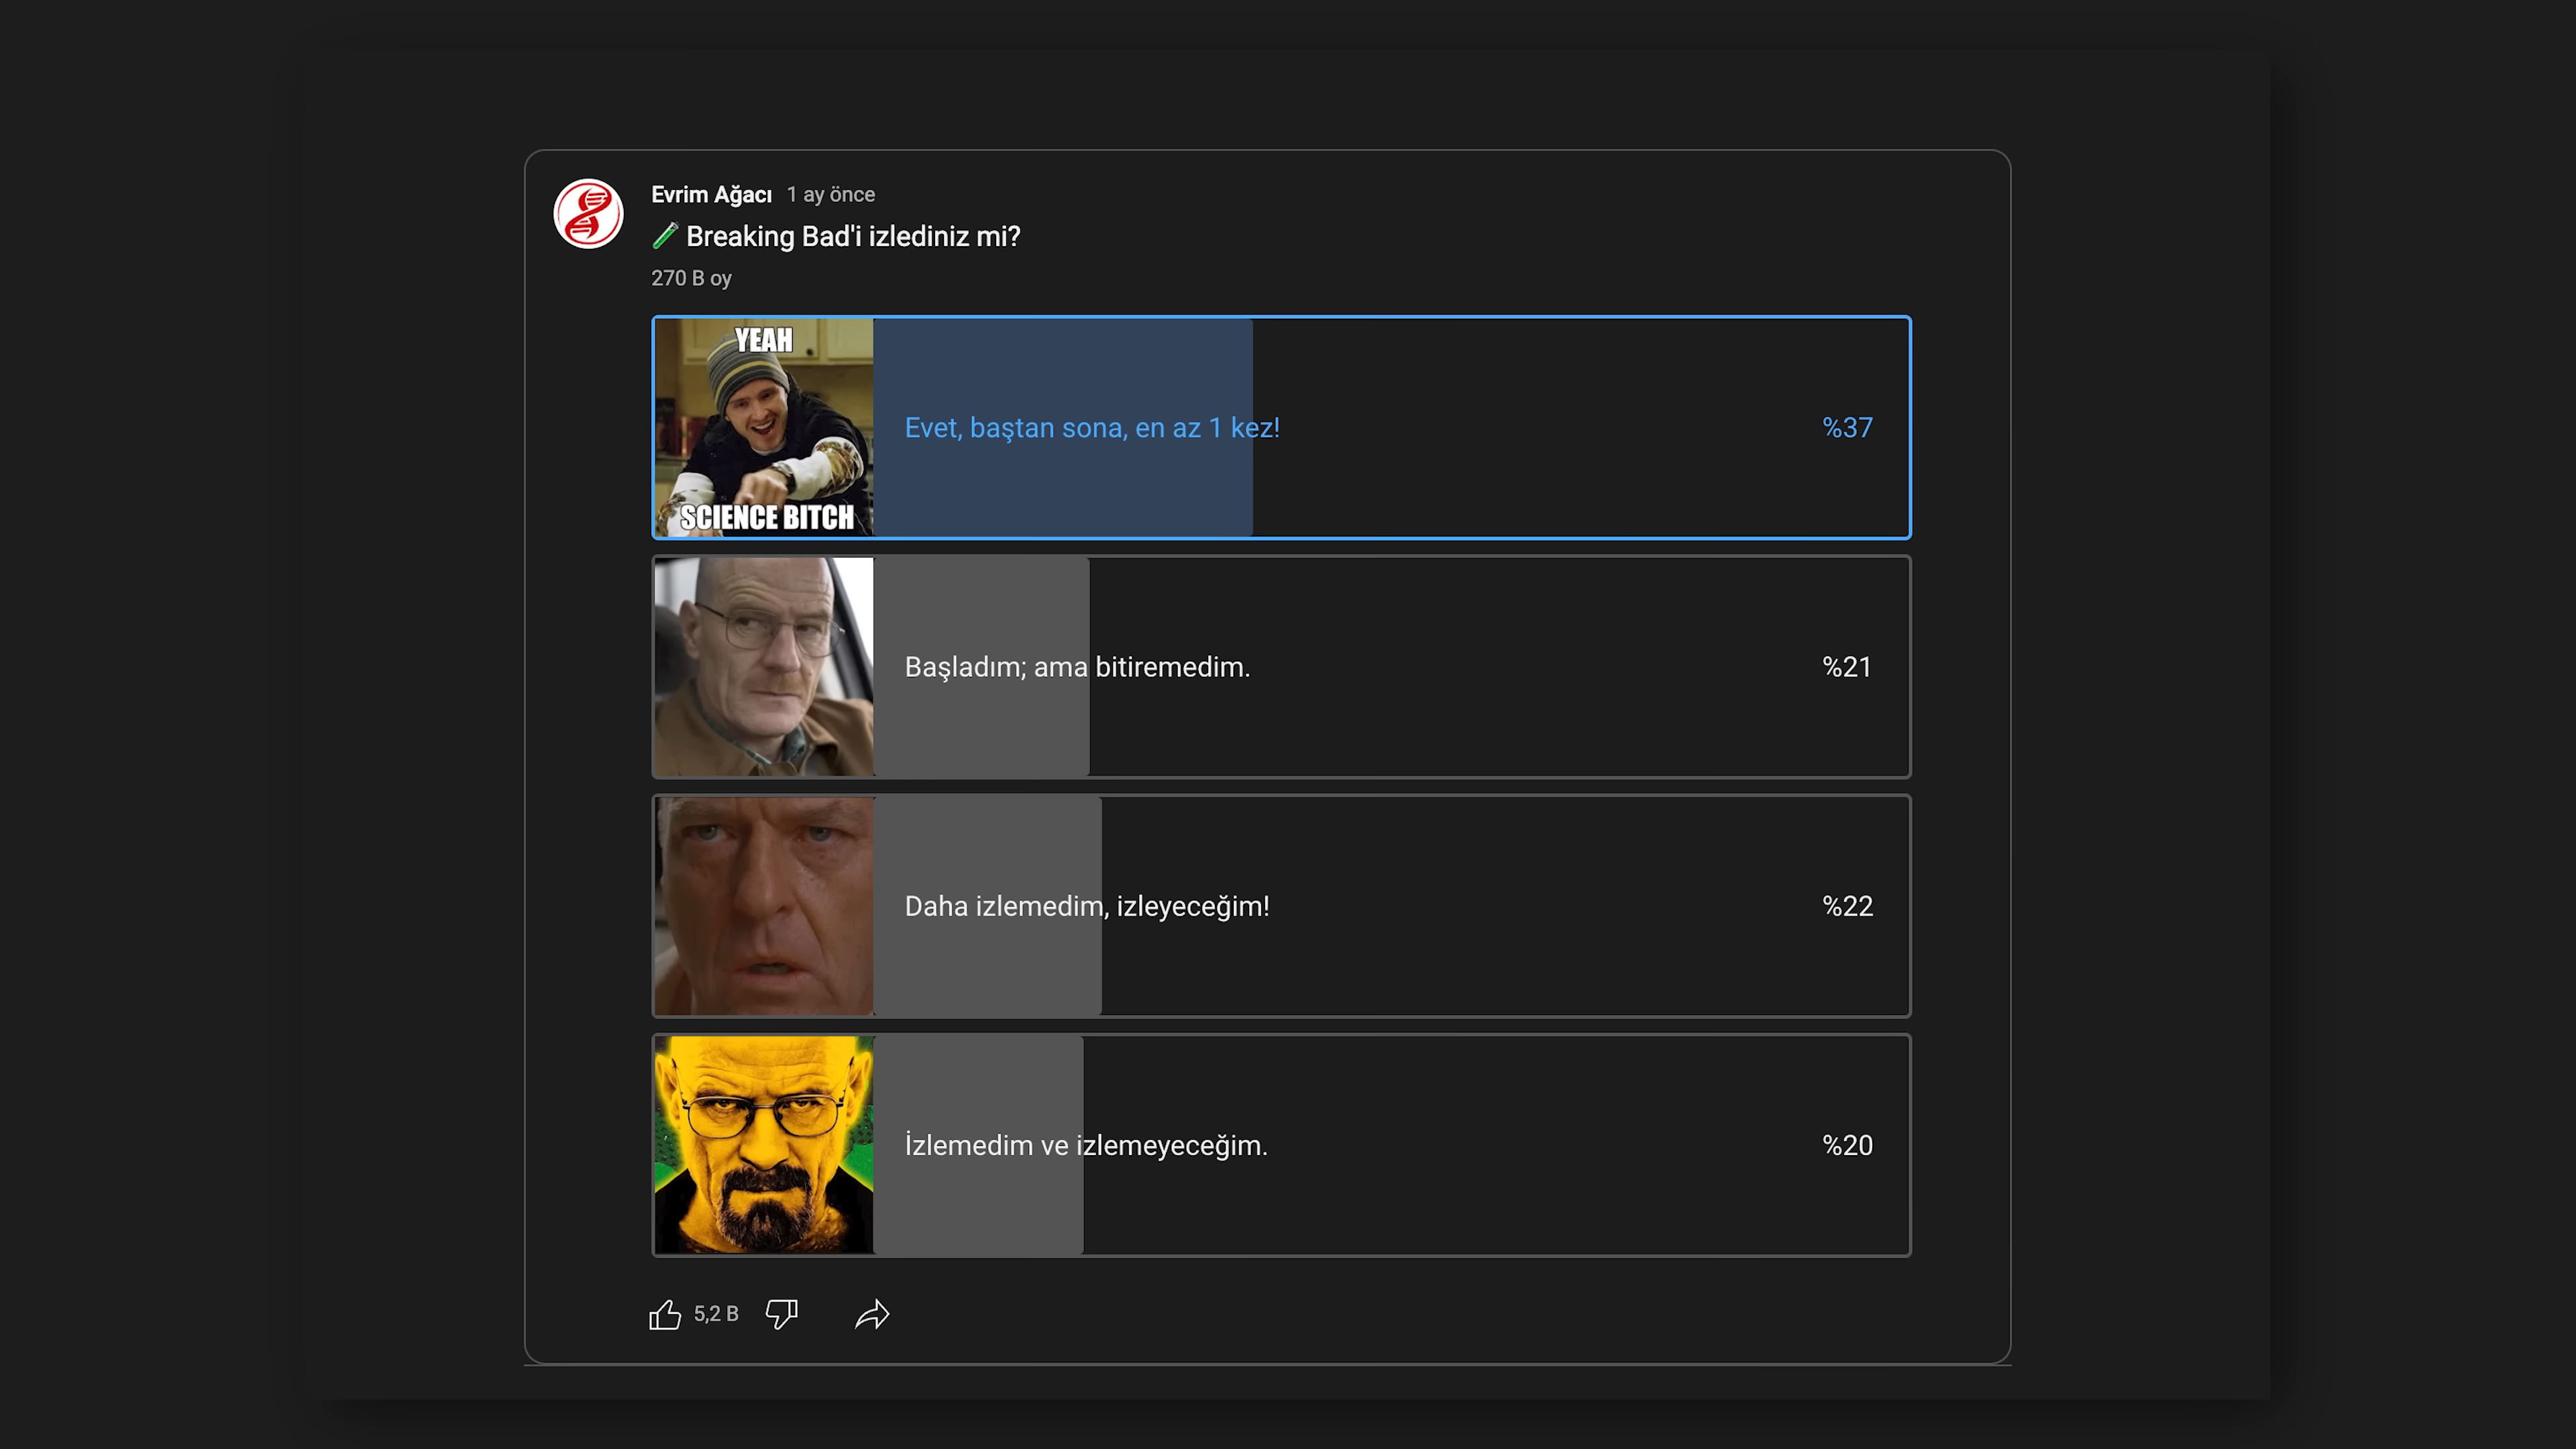 Evrim Ağacı 1 ay önce
Breaking Bad'i izlediniz mi?
270 B oy
YEAH
SCIENCE BITCH
Evet, baştan sona, en az 1 kez! %37
Başladım; ama bitiremedim. %21
Daha izlemedim, izleyeceğim! %22
İzlemedim ve izlemeyeceğim. %20
5,2 B